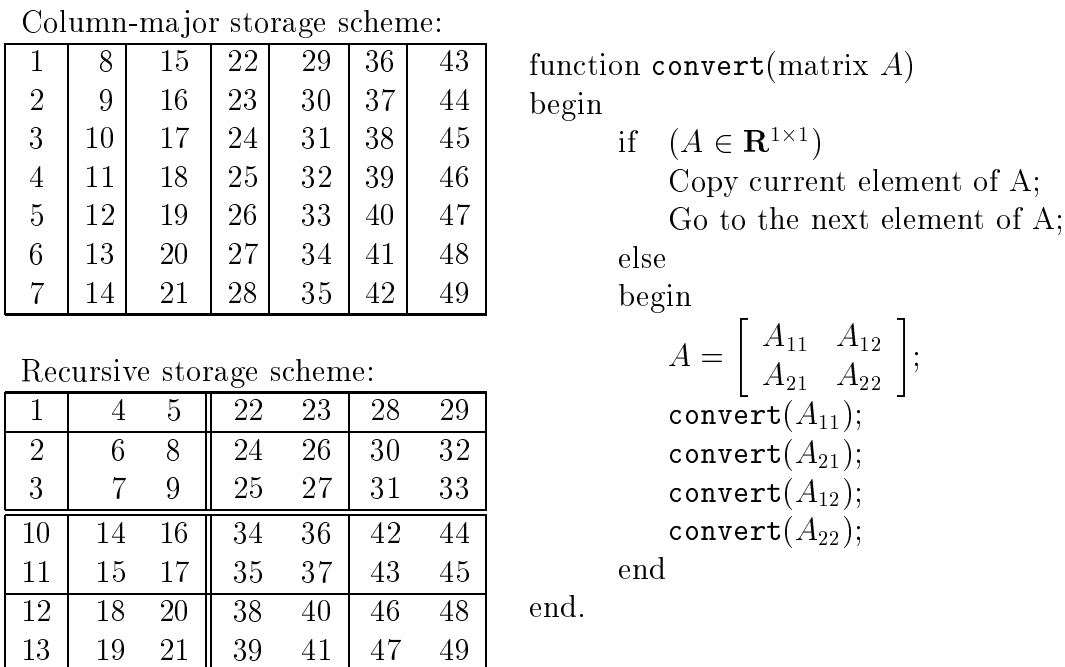 Column-major storage scheme:
1 8 15 22 29 36 43
2 9 16 23 30 37 44
3 10 17 24 31 38 45
4 11 18 25 32 39 46
5 12 19 26 33 40 47
6 13 20 27 34 41 48
7 14 21 28 35 42 49
Recursive storage scheme:
1 4 5 22 23 28 29
2 6 8 24 26 30 32
3 7 9 25 27 31 33
10 14 16 34 36 42 44
11 15 17 35 37 43 45
12 18 20 38 40 46 48
13 19 21 39 41 47 49
function convert(matrix A)
begin
if (A ∈ R^{1×1})
Copy current element of A;
Go to the next element of A;
else
begin
A = [ A₁₁ A₁₂
A₂₁ A₂₂ ];
convert(A₁₁);
convert(A₂₁);
convert(A₁₂);
convert(A₂₂);
end
end.